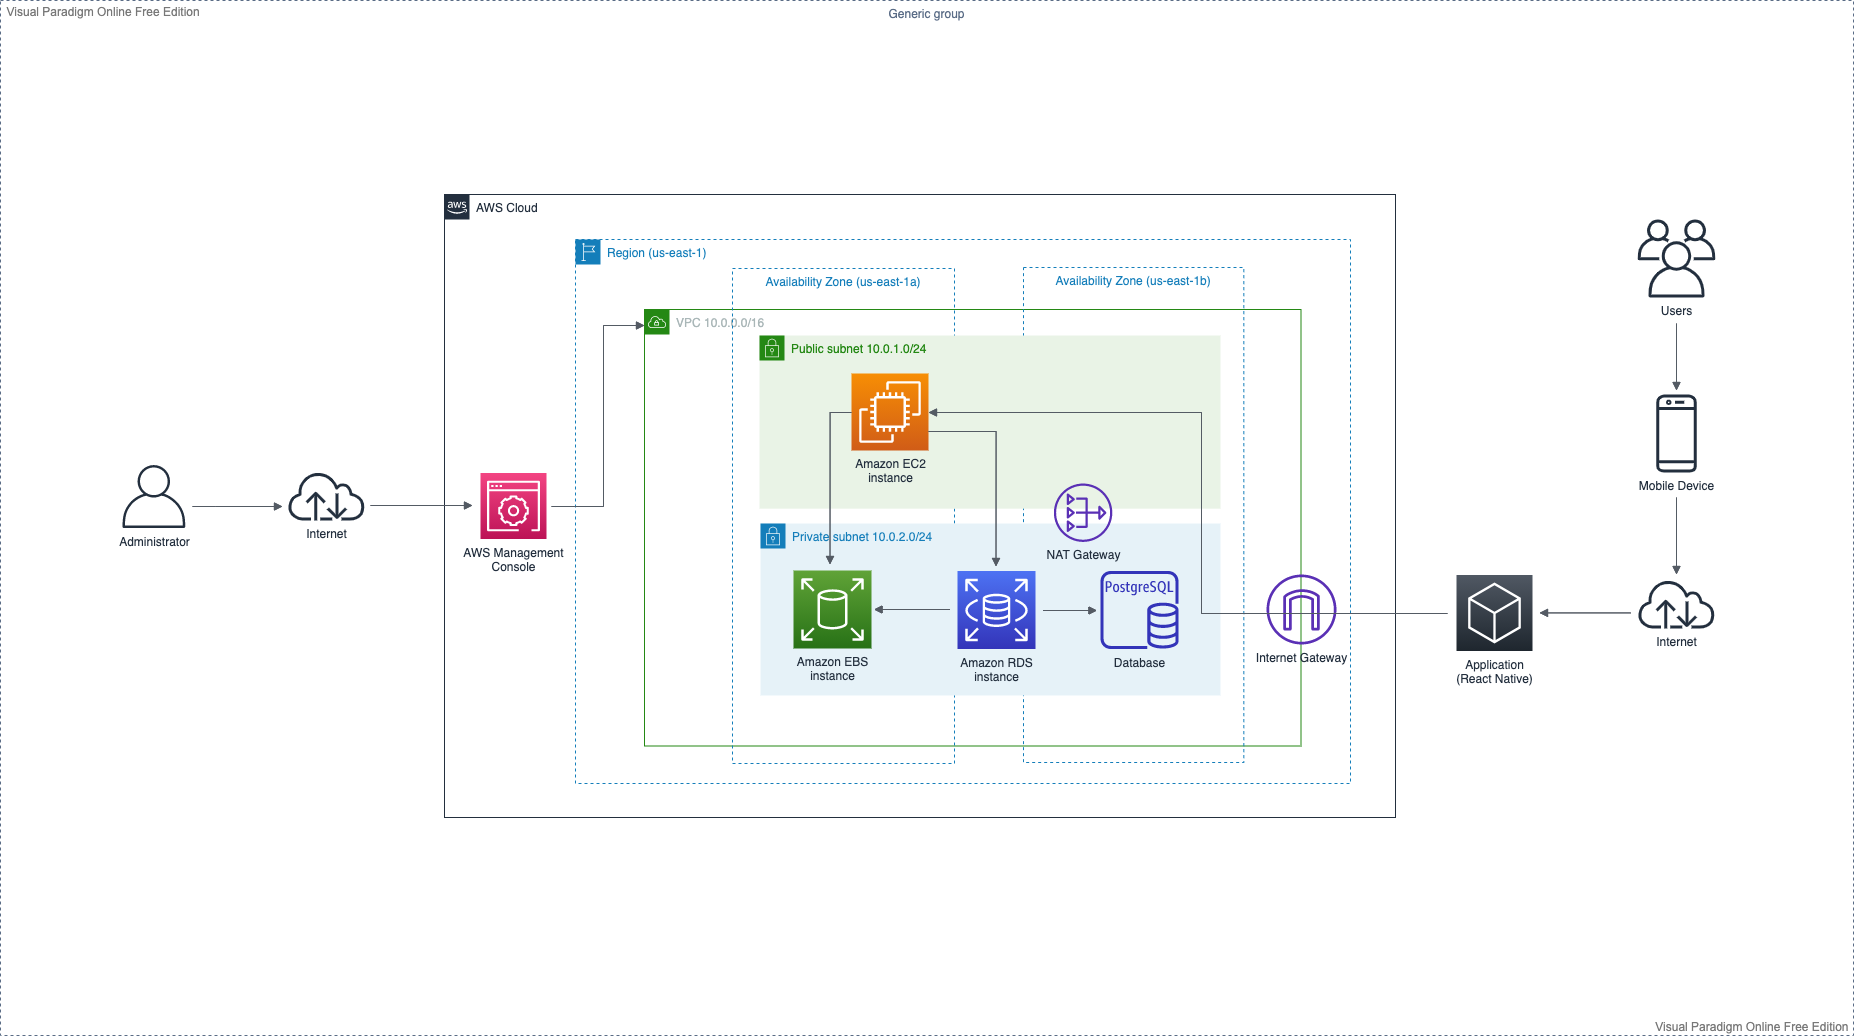 Visual Paradigm Online Free Edition
Generic group
aws
AWS Cloud
Region (us-east-1)
Availability Zone (us-east-1a)
Availability Zone (us-east-1b)
VPC 10.0.0.0/16
Public subnet 10.0.1.0/24
Amazon EC2
instance
Private subnet 10.0.2.0/24
NAT Gateway
Amazon EBS
instance
Amazon RDS
instance
PostgreSQL
Database
Internet Gateway
Administrator
Internet
AWS Management
Console
Users
Mobile Device
Internet
Application
(React Native)
Visual Paradigm Online Free Edition